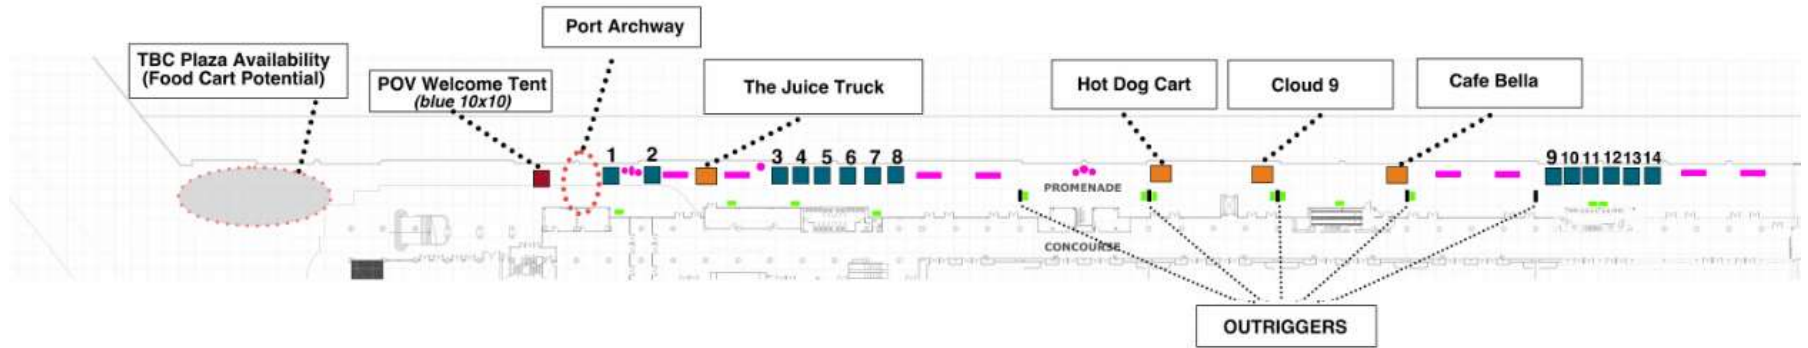 Port Archway
TBC Plaza Availability
(Food Cart Potential)
POV Welcome Tent
(blue 10x10)
The Juice Truck
Hot Dog Cart
Cloud 9
Cafe Bella
1
2
3 4 5 6 7 8
9 10 11 12 13 14
PROMENADE
CONCOURSE
OUTRIGGERS